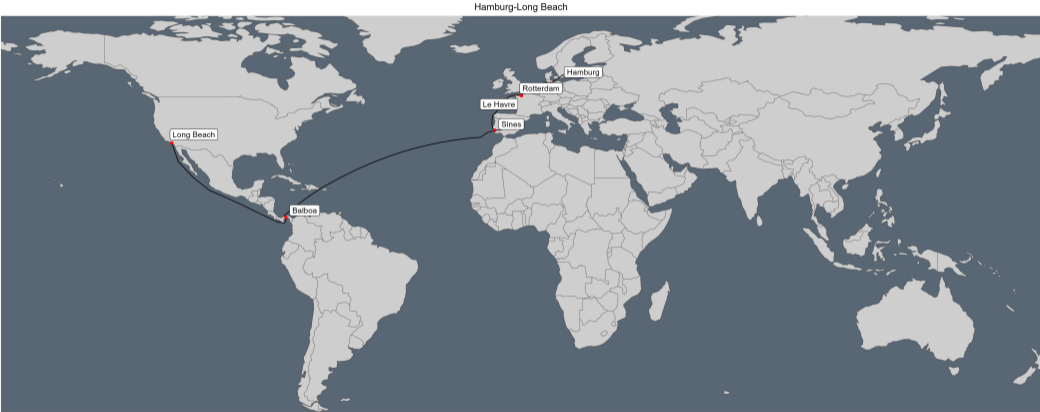 Hamburg-Long Beach
Hamburg
Rotterdam
Le Havre
Sines
Long Beach
Balboa